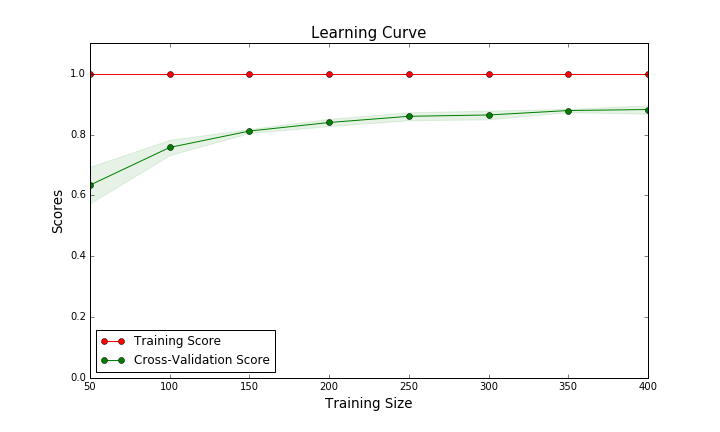 Learning Curve
Scores
1.0
0.8
0.6
0.4
0.2
0.0
Training Score
Cross-Validation Score
50 100 150 200 250 300 350 400
Training Size